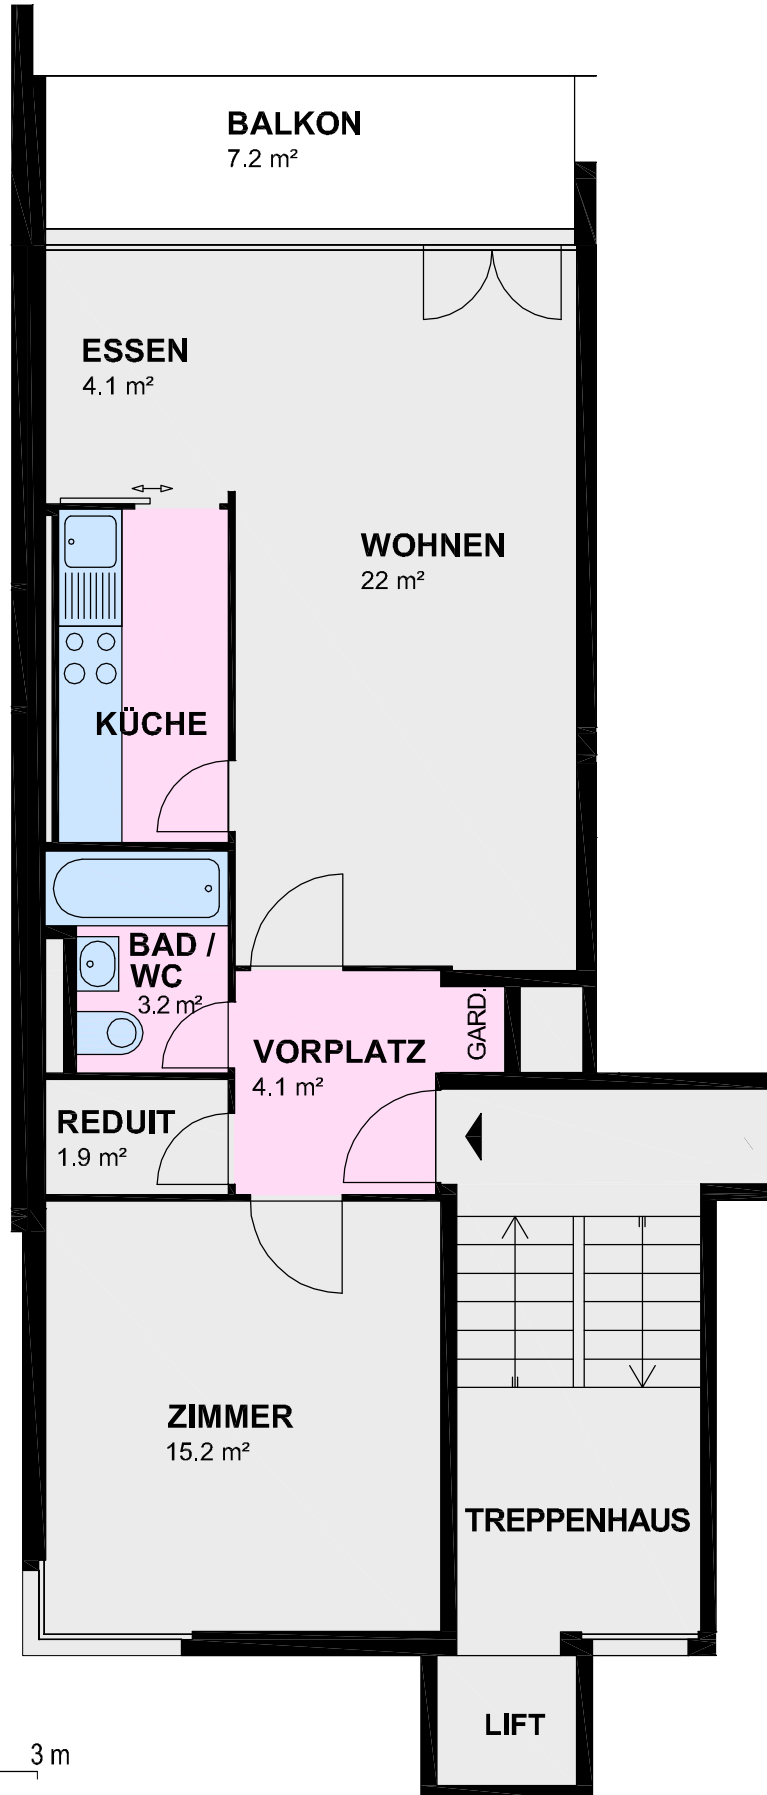 BALKON
7.2 m²
ESSEN
4.1 m²
WOHNEN
22 m²
KÜCHE
BAD /
WC
3.2 m²
GARD.
VORPLATZ
4.1 m²
REDUIT
1.9 m²
ZIMMER
15.2 m²
TREPPENHAUS
LIFT
3 m